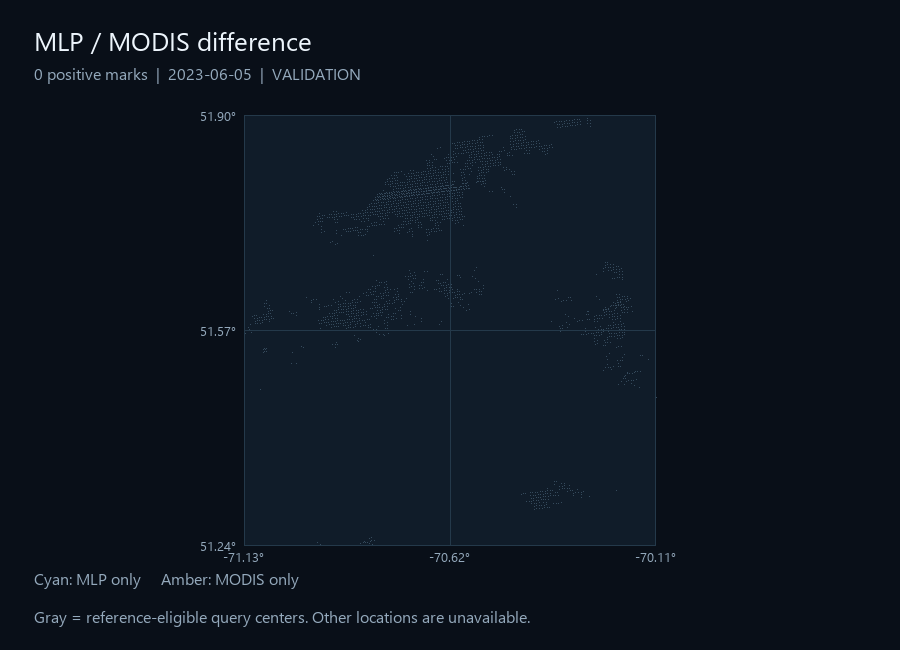 MLP / MODIS difference
0 positive marks | 2023-06-05 | VALIDATION
51.90°
51.57°
51.24°
-71.13° -70.62° -70.11°
Cyan: MLP only Amber: MODIS only
Gray = reference-eligible query centers. Other locations are unavailable.